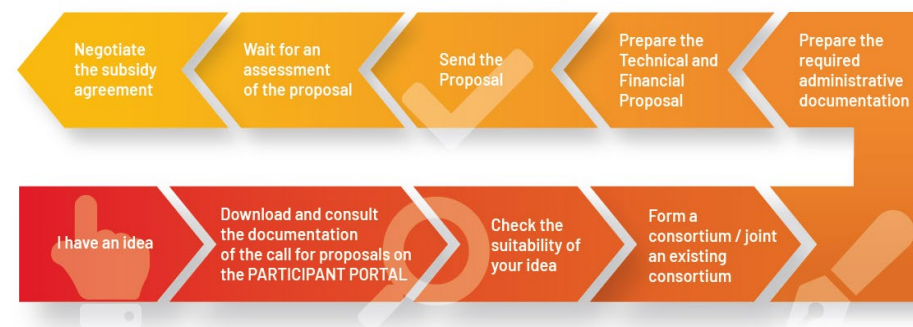 I have an idea
Download and consult
the documentation
of the call for proposals on
the PARTICIPANT PORTAL
Check the
suitability of
your idea
Form a
consortium / joint
an existing
consortium
Prepare the
required
administrative
documentation
Prepare the
Technical and
Financial
Proposal
Send the
Proposal
Wait for an
assessment
of the proposal
Negotiate
the subsidy
agreement